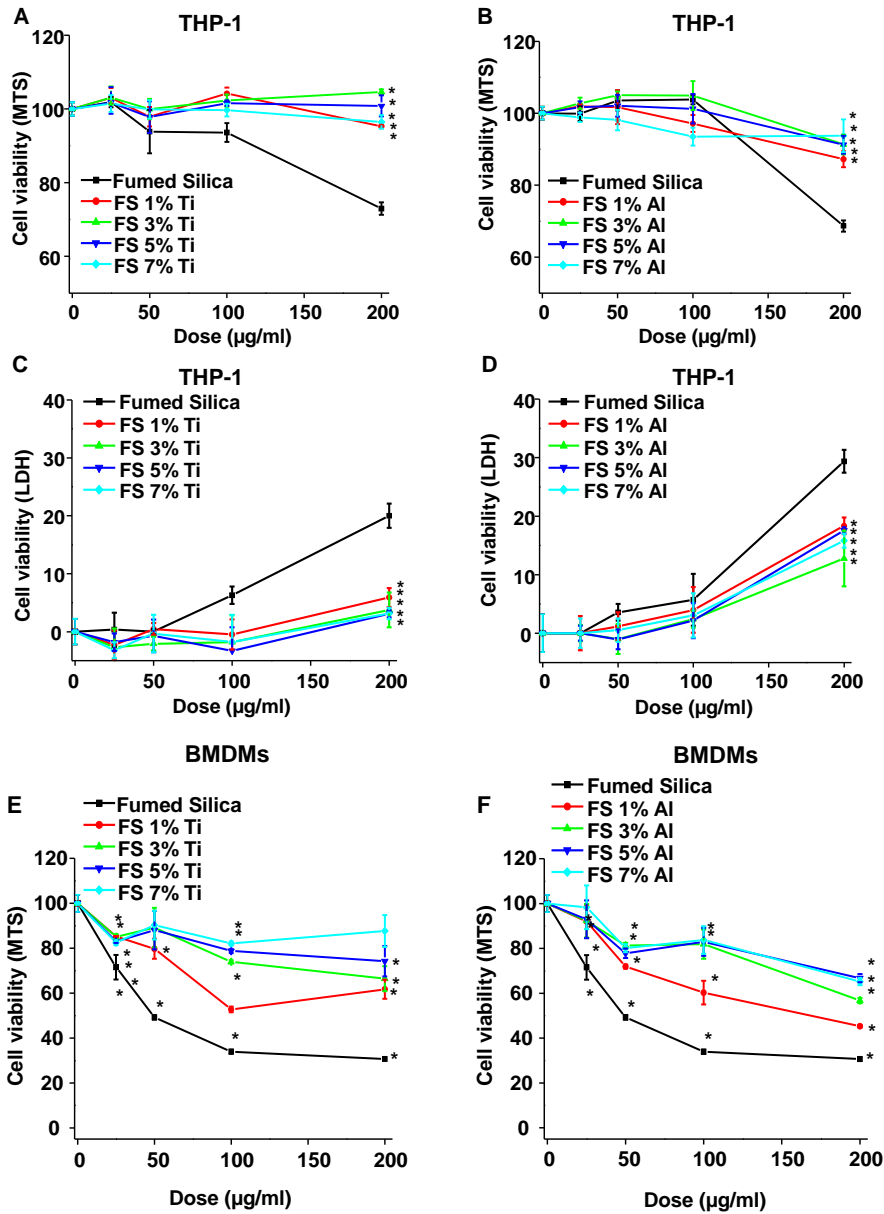 A
THP-1
Cell viability (MTS)
120
100
80
60
Fumed Silica
FS 1% Ti
FS 3% Ti
FS 5% Ti
FS 7% Ti
* * * * *
0 50 100 150 200
Dose (µg/ml)
B
THP-1
Cell viability (MTS)
120
100
80
60
Fumed Silica
FS 1% Al
FS 3% Al
FS 5% Al
FS 7% Al
* * * * *
0 50 100 150 200
Dose (µg/ml)
C
THP-1
Cell viability (LDH)
40
30
20
10
0
Fumed Silica
FS 1% Ti
FS 3% Ti
FS 5% Ti
FS 7% Ti
* * * * *
0 50 100 150 200
Dose (µg/ml)
D
THP-1
Cell viability (LDH)
40
30
20
10
0
Fumed Silica
FS 1% Al
FS 3% Al
FS 5% Al
FS 7% Al
* * * * *
0 50 100 150 200
Dose (µg/ml)
E
BMDMs
Fumed Silica
FS 1% Ti
FS 3% Ti
FS 5% Ti
FS 7% Ti
Cell viability (MTS)
120
100
80
60
40
20
0
0 50 100 150 200
Dose (µg/ml)
F
BMDMs
Fumed Silica
FS 1% Al
FS 3% Al
FS 5% Al
FS 7% Al
Cell viability (MTS)
120
100
80
60
40
20
0
0 50 100 150 200
Dose (µg/ml)